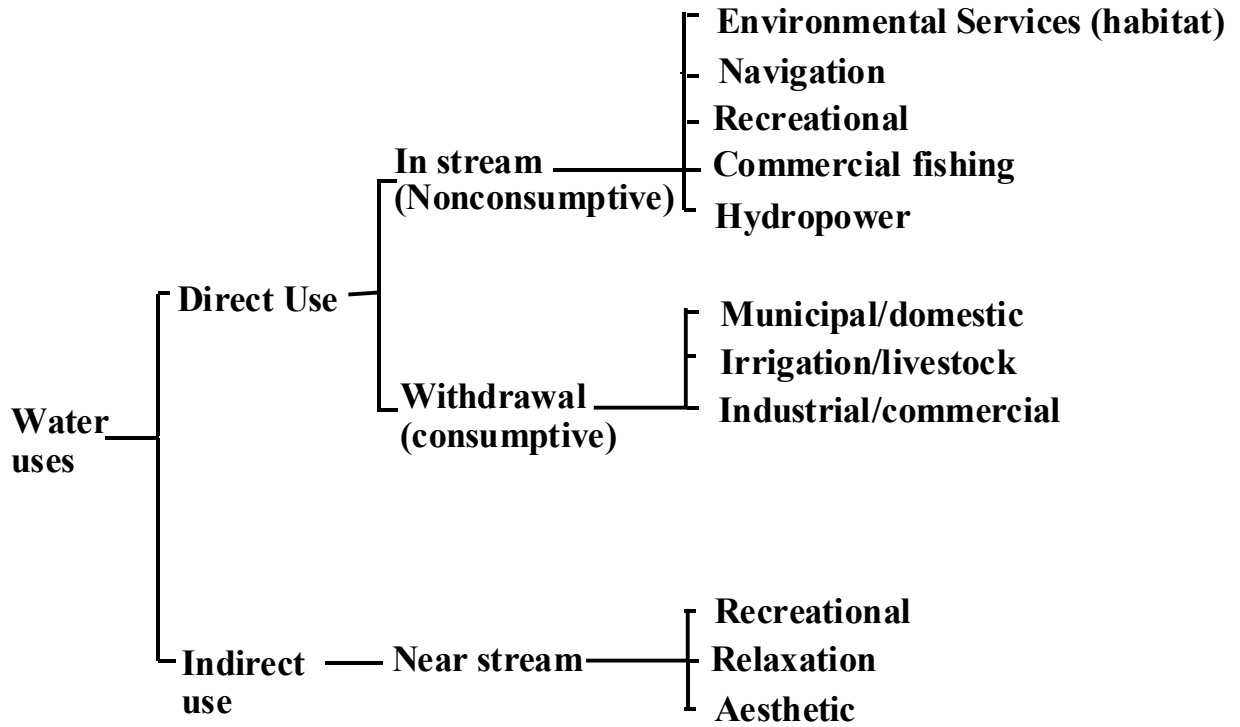 Environmental Services (habitat)
Navigation
Recreational
In stream
(Nonconsumptive)
Commercial fishing
Hydropower
Direct Use
Municipal/domestic
Irrigation/livestock
Withdrawal
(consumptive)
Industrial/commercial
Water
uses
Recreational
Indirect
use
Near stream
Relaxation
Aesthetic